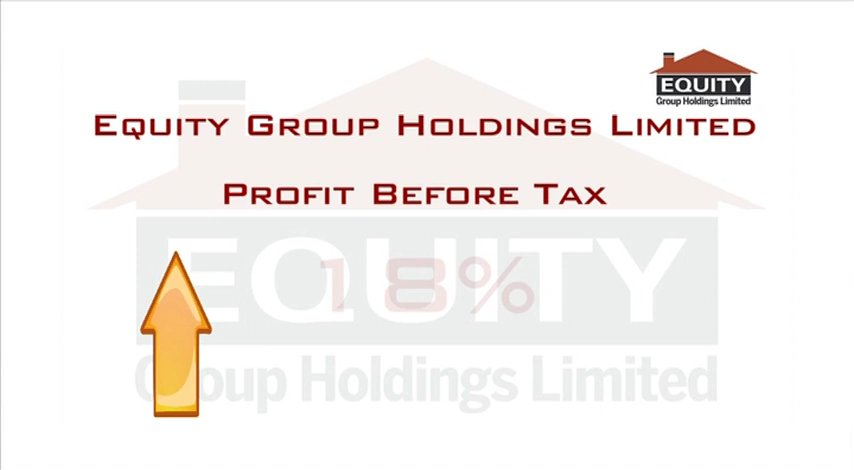 EQUITY
Group Holdings Limited
EQUITY GROUP HOLDINGS LIMITED
PROFIT BEFORE TAX
EQUITY
18%
Group Holdings Limited